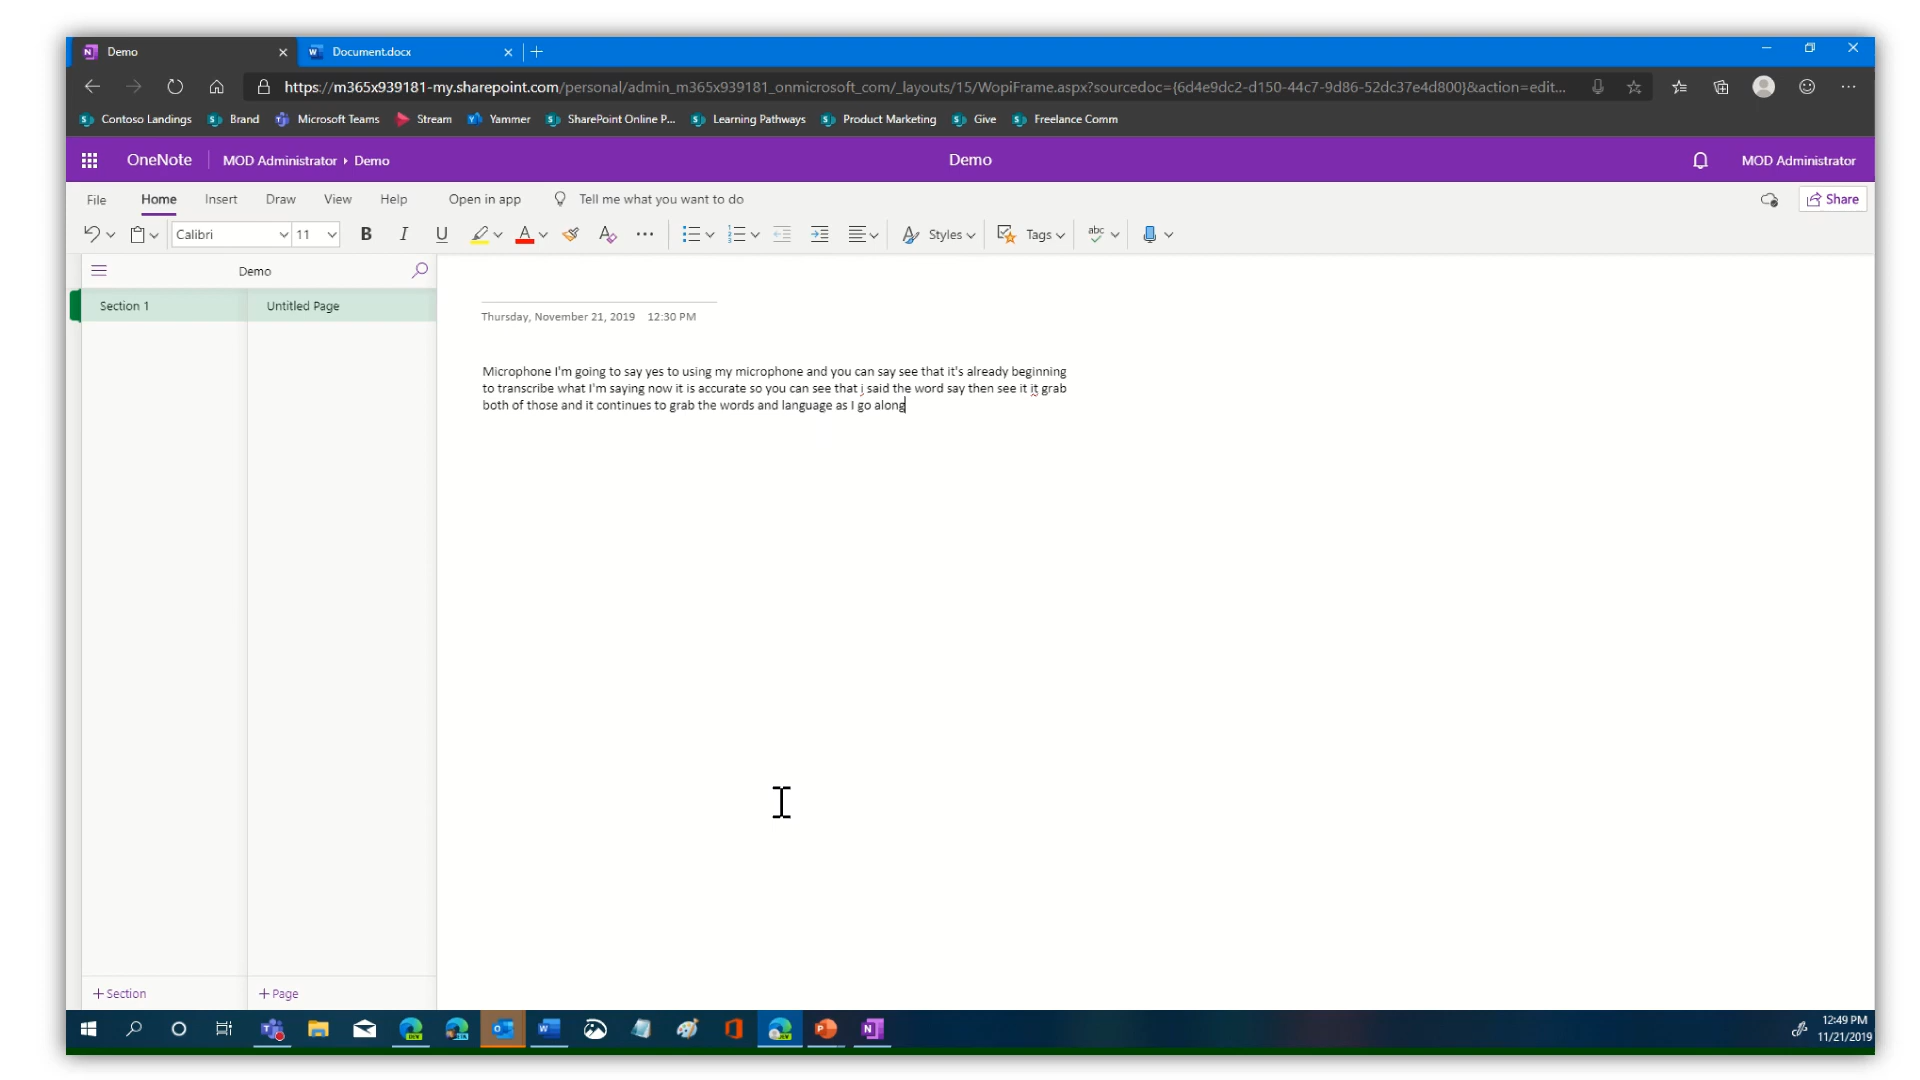 Demo
Document.docx
https://m365x939181-my.sharepoint.com/personal/admin_m365x939181_onmicrosoft_com/_layouts/15/WopiFrame.aspx?sourcedoc={6d4e9dc2-d150-44c7-9d86-52dc37e4d800}&action=edit...
Contoso Landings Brand Microsoft Teams Stream Yammer SharePoint Online P... Learning Pathways Product Marketing Give Freelance Comm
OneNote MOD Administrator › Demo Demo MOD Administrator
File Home Insert Draw View Help Open in app Tell me what you want to do Share
Calibri 11 B I U A Styles Tags abc
Demo
Section 1 Untitled Page
Thursday, November 21, 2019 12:30 PM
Microphone I'm going to say yes to using my microphone and you can say see that it's already beginning
to transcribe what I'm saying now it is accurate so you can see that i said the word say then see it it grab
both of those and it continues to grab the words and language as I go along
+ Section + Page
12:49 PM
11/21/2019